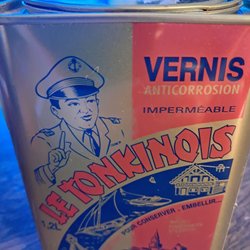 VERNIS
ANTICORROSION
IMPERMÉABLE
LE TONKINOIS
1,2L
POUR CONSERVER, EMBELLIR...